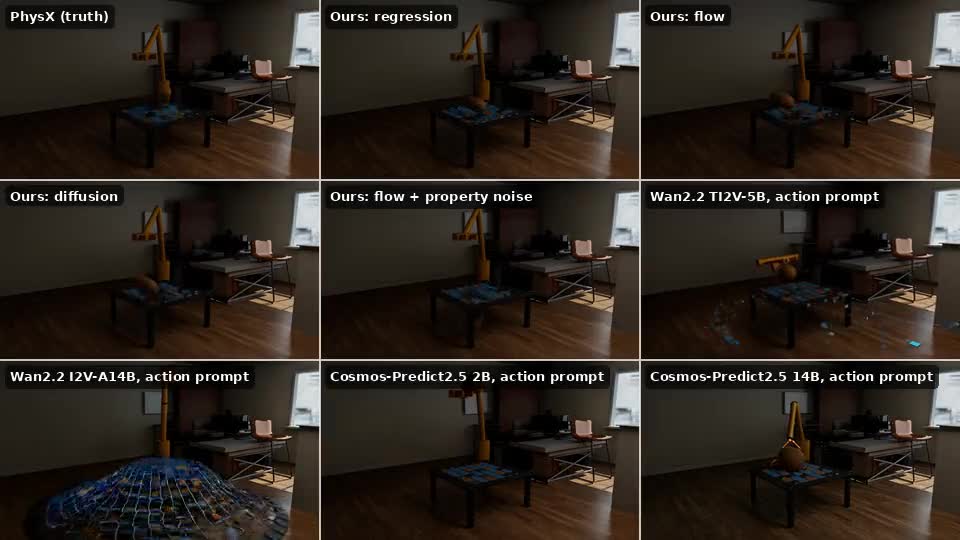 PhysX (truth)
Ours: regression
Ours: flow
Ours: diffusion
Ours: flow + property noise
Wan2.2 TI2V-5B, action prompt
Wan2.2 I2V-A14B, action prompt
Cosmos-Predict2.5 2B, action prompt
Cosmos-Predict2.5 14B, action prompt